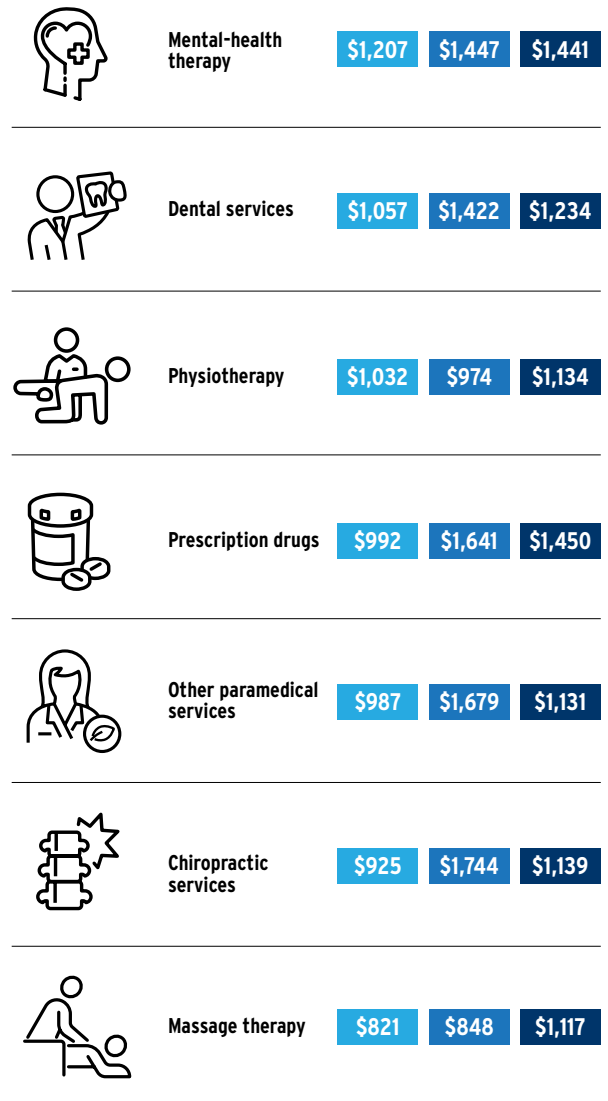 Mental-health
therapy
$1,207 $1,447 $1,441
Dental services
$1,057 $1,422 $1,234
Physiotherapy
$1,032 $974 $1,134
Prescription drugs
$992 $1,641 $1,450
Other paramedical
services
$987 $1,679 $1,131
Chiropractic
services
$925 $1,744 $1,139
Massage therapy
$821 $848 $1,117